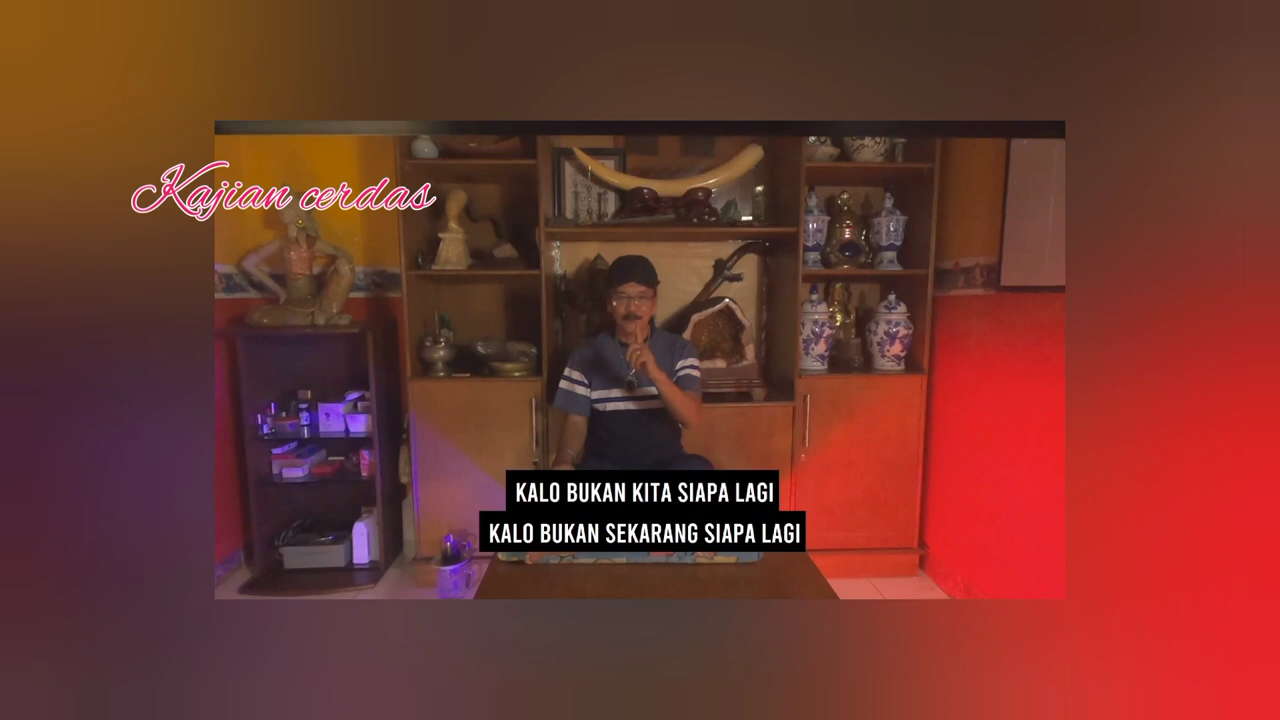 Kajian cerdas
KALO BUKAN KITA SIAPA LAGI
KALO BUKAN SEKARANG SIAPA LAGI